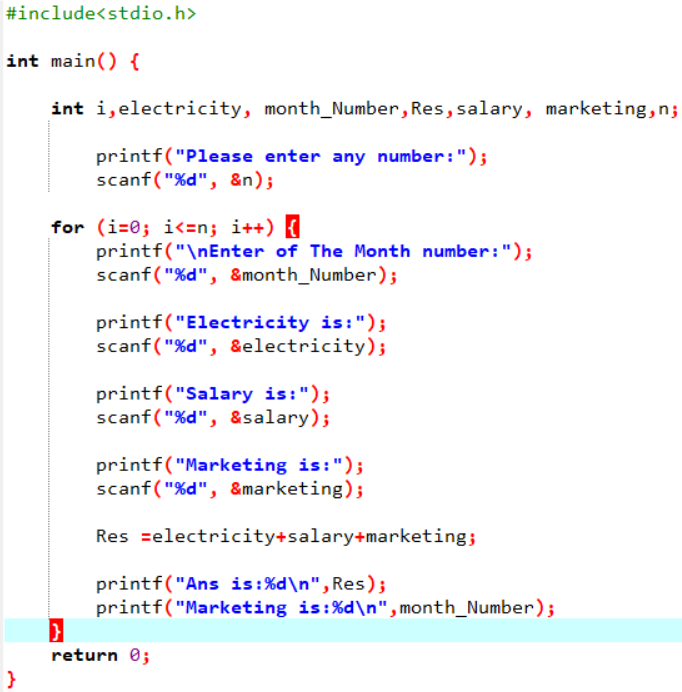 #include<stdio.h>
int main() {
int i,electricity, month_Number,Res,salary, marketing,n;
printf("Please enter any number:");
scanf("%d", &n);
for (i=0; i<=n; i++) {
printf("\nEnter of The Month number:");
scanf("%d", &month_Number);
printf("Electricity is:");
scanf("%d", &electricity);
printf("Salary is:");
scanf("%d", &salary);
printf("Marketing is:");
scanf("%d", &marketing);
Res =electricity+salary+marketing;
printf("Ans is:%d\n",Res);
printf("Marketing is:%d\n",month_Number);
}
return 0;
}